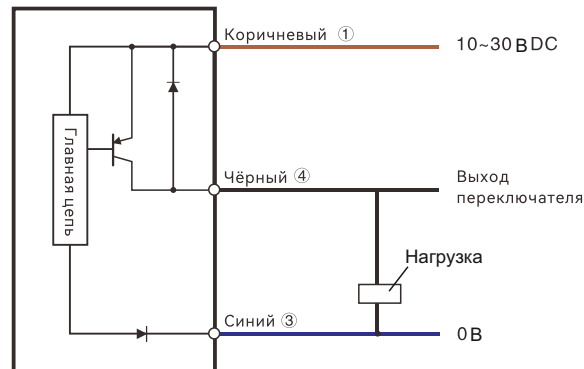 Коричневый ①
10~30 В DC
Главная цепь
Чёрный ④
Выход
переключателя
Нагрузка
Синий ③
0 В